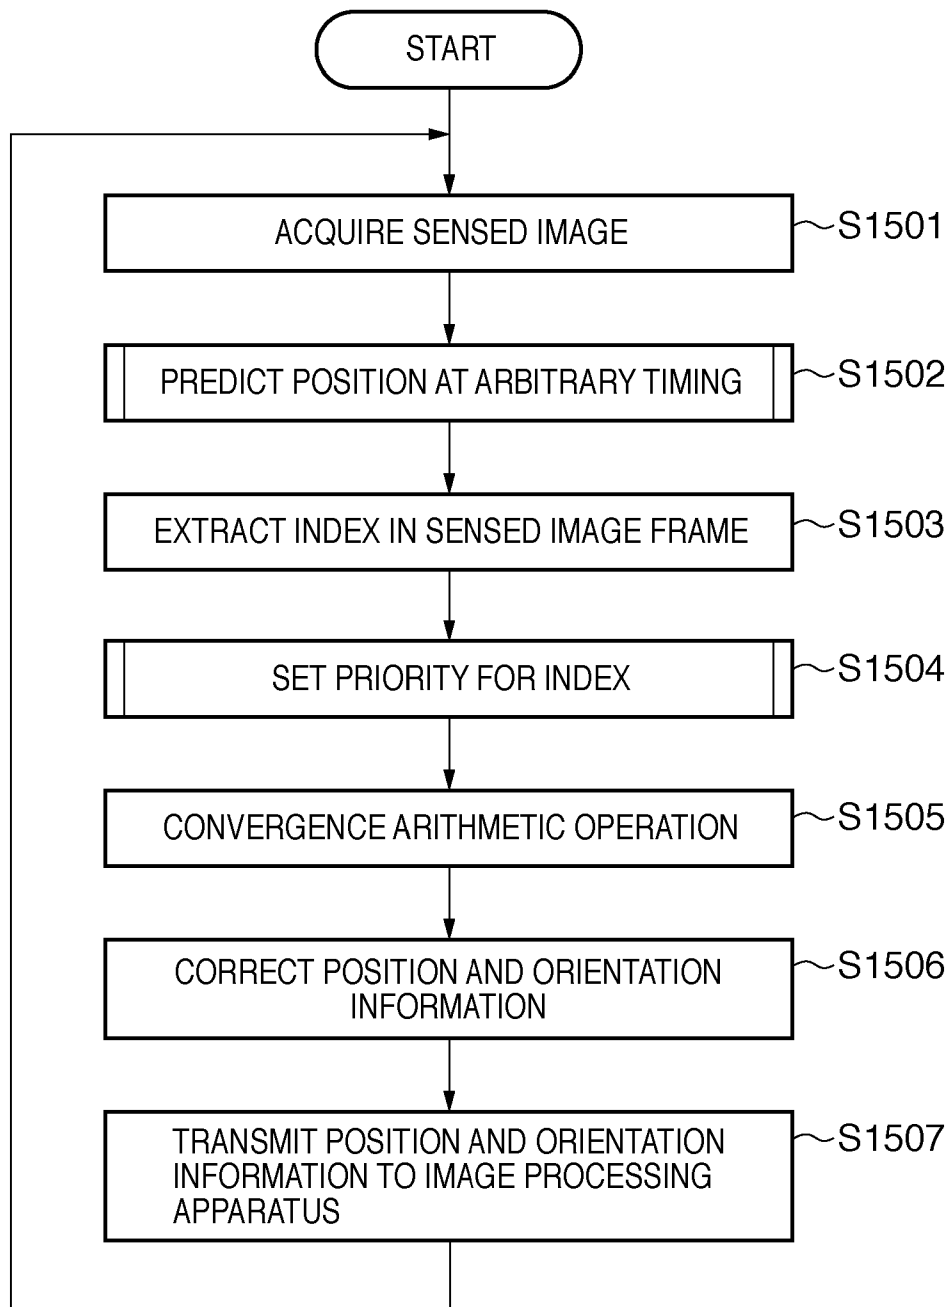 START
ACQUIRE SENSED IMAGE
S1501
PREDICT POSITION AT ARBITRARY TIMING
S1502
EXTRACT INDEX IN SENSED IMAGE FRAME
S1503
SET PRIORITY FOR INDEX
S1504
CONVERGENCE ARITHMETIC OPERATION
S1505
CORRECT POSITION AND ORIENTATION
INFORMATION
S1506
TRANSMIT POSITION AND ORIENTATION
INFORMATION TO IMAGE PROCESSING
APPARATUS
S1507